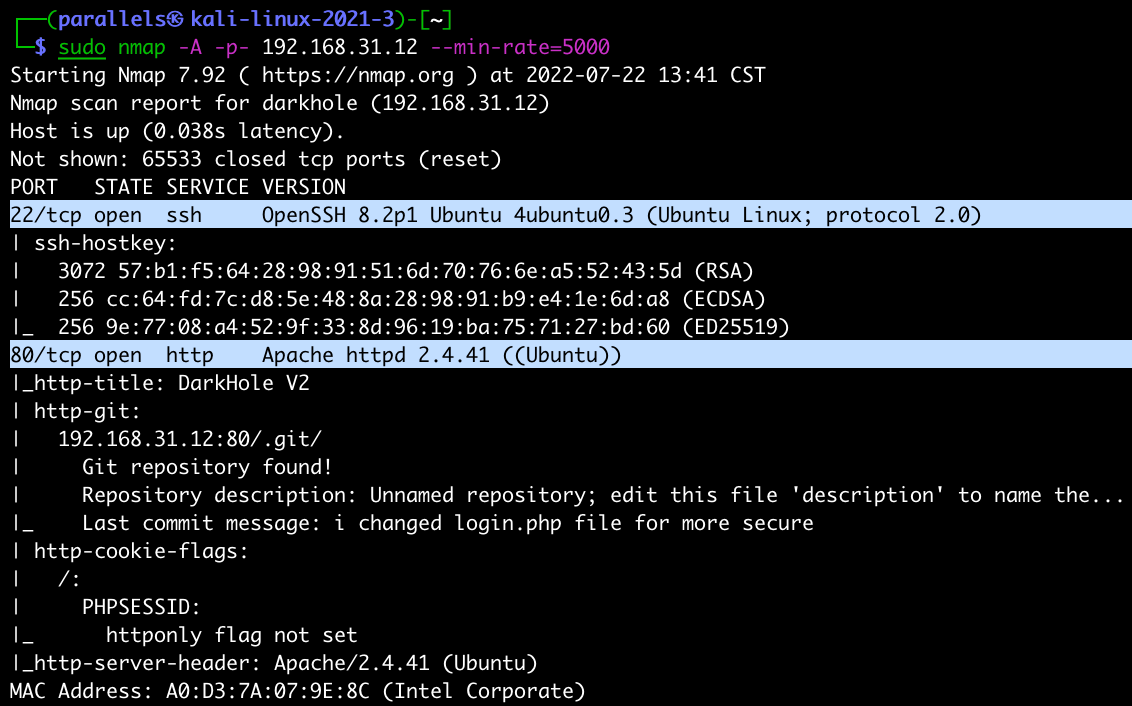 ┌──(parallels㉿kali-linux-2021-3)-[~]
└─$ sudo nmap -A -p- 192.168.31.12 --min-rate=5000
Starting Nmap 7.92 ( https://nmap.org ) at 2022-07-22 13:41 CST
Nmap scan report for darkhole (192.168.31.12)
Host is up (0.038s latency).
Not shown: 65533 closed tcp ports (reset)
PORT   STATE SERVICE VERSION
22/tcp open  ssh     OpenSSH 8.2p1 Ubuntu 4ubuntu0.3 (Ubuntu Linux; protocol 2.0)
| ssh-hostkey:
|   3072 57:b1:f5:64:28:98:91:51:6d:70:76:6e:a5:52:43:5d (RSA)
|   256 cc:64:fd:7c:d8:5e:48:8a:28:98:91:b9:e4:1e:6d:a8 (ECDSA)
|_  256 9e:77:08:a4:52:9f:33:8d:96:19:ba:75:71:27:bd:60 (ED25519)
80/tcp open  http    Apache httpd 2.4.41 ((Ubuntu))
|_http-title: DarkHole V2
| http-git:
|   192.168.31.12:80/.git/
|     Git repository found!
|     Repository description: Unnamed repository; edit this file 'description' to name the...
|_    Last commit message: i changed login.php file for more secure
| http-cookie-flags:
|   /:
|     PHPSESSID:
|_      httponly flag not set
|_http-server-header: Apache/2.4.41 (Ubuntu)
MAC Address: A0:D3:7A:07:9E:8C (Intel Corporate)